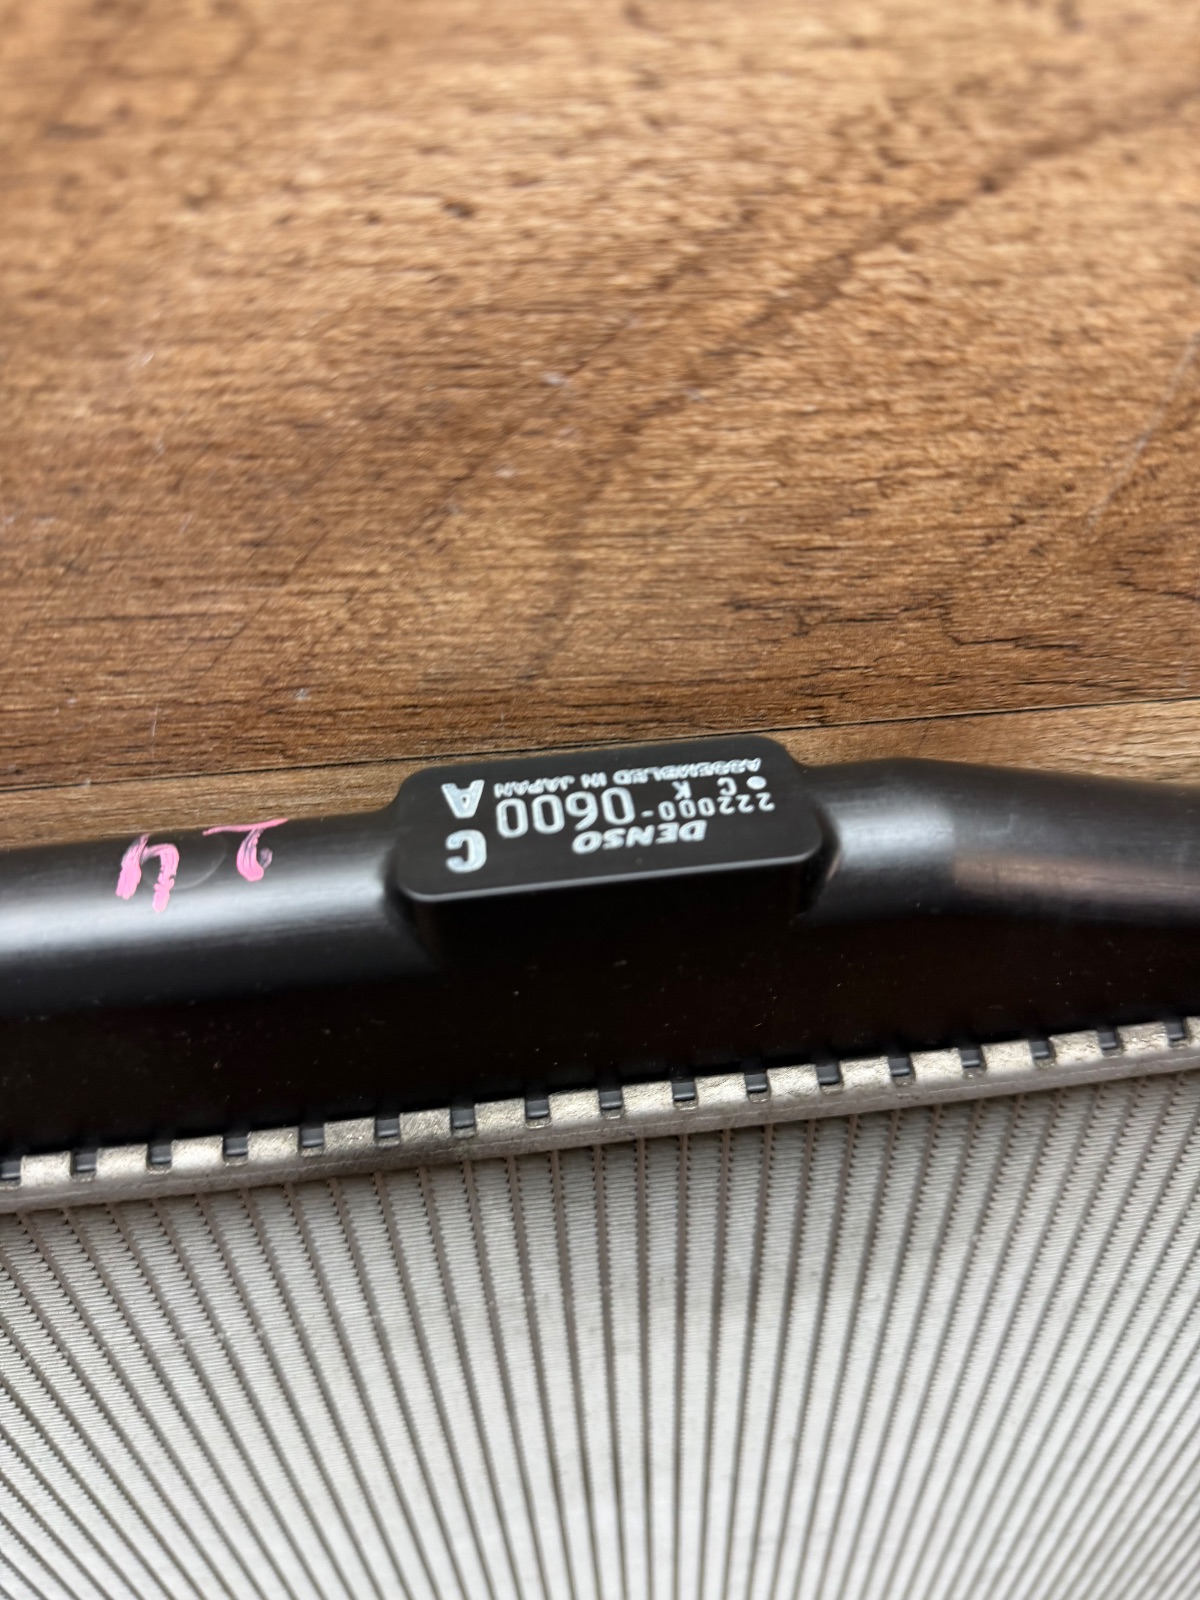 DENSO
222000-0600 C
C K
ASSEMBLED IN JAPAN A